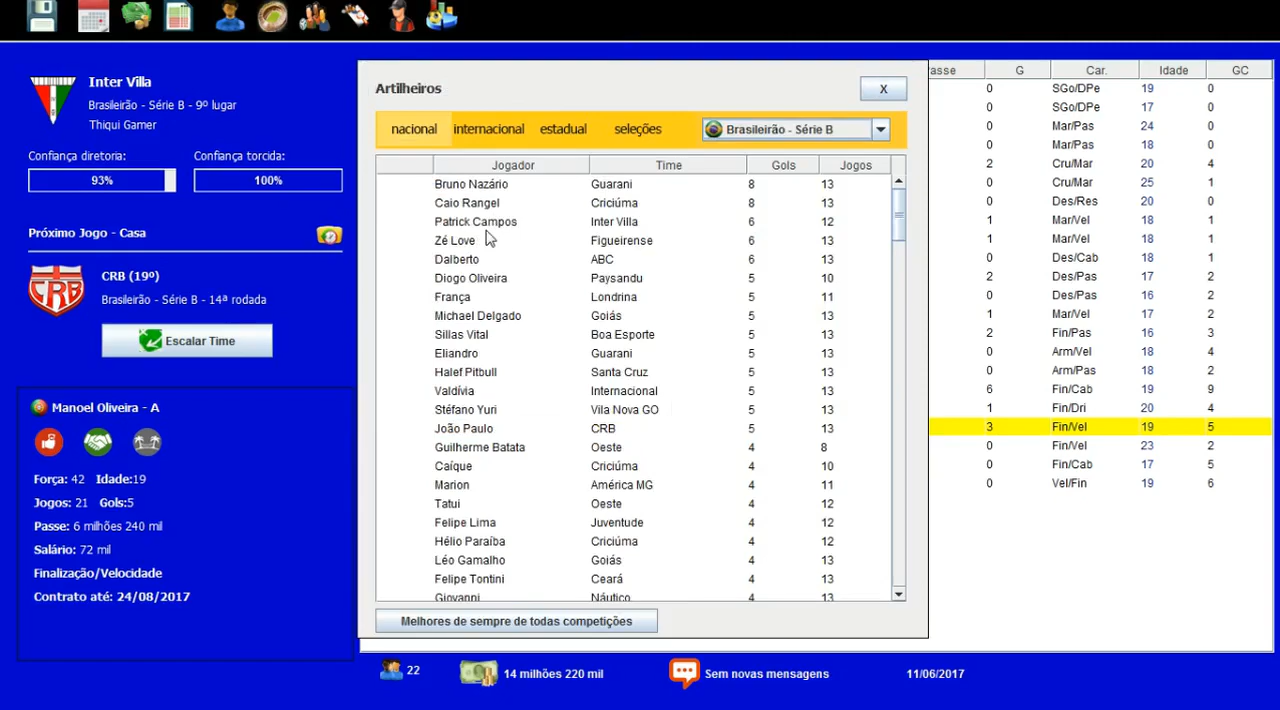 Inter Villa
Brasileirão - Série B - 9º lugar
Thiqui Gamer
Confiança diretoria:
Confiança torcida:
93%
100%
Próximo Jogo - Casa
CRB
CRB (19º)
Brasileirão - Série B - 14ª rodada
Escalar Time
Manoel Oliveira - A
Força: 42 Idade:19
Jogos: 21 Gols:5
Passe: 6 milhões 240 mil
Salário: 72 mil
Finalização/Velocidade
Contrato até: 24/08/2017
Artilheiros
X
nacional internacional estadual seleções Brasileirão - Série B
Jogador Time Gols Jogos
Bruno Nazário Guarani 8 13
Caio Rangel Criciúma 8 13
Patrick Campos Inter Villa 6 12
Zé Love Figueirense 6 13
Dalberto ABC 6 13
Diogo Oliveira Paysandu 5 10
França Londrina 5 11
Michael Delgado Goiás 5 13
Sillas Vital Boa Esporte 5 13
Eliandro Guarani 5 13
Halef Pitbull Santa Cruz 5 13
Valdívia Internacional 5 13
Stéfano Yuri Vila Nova GO 5 13
João Paulo CRB 5 13
Guilherme Batata Oeste 4 8
Caíque Criciúma 4 10
Marion América MG 4 11
Tatui Oeste 4 12
Felipe Lima Juventude 4 12
Hélio Paraíba Criciúma 4 12
Léo Gamalho Goiás 4 13
Felipe Tontini Ceará 4 13
Giovanni Náutico 4 13
Melhores de sempre de todas competições
asse G Car. Idade GC
0 SGo/DPe 19 0
0 SGo/DPe 17 0
0 Mar/Pas 24 0
0 Mar/Pas 18 0
2 Cru/Mar 20 4
0 Cru/Mar 25 1
0 Des/Res 20 0
1 Mar/Vel 18 1
1 Mar/Vel 18 1
0 Des/Cab 18 1
2 Des/Pas 17 2
0 Des/Pas 16 2
1 Mar/Vel 17 2
2 Fin/Pas 16 3
0 Arm/Vel 18 4
0 Arm/Pas 18 2
6 Fin/Cab 19 9
1 Fin/Dri 20 4
3 Fin/Vel 19 5
0 Fin/Vel 23 2
0 Fin/Cab 17 5
0 Vel/Fin 19 6
22
14 milhões 220 mil
Sem novas mensagens
11/06/2017